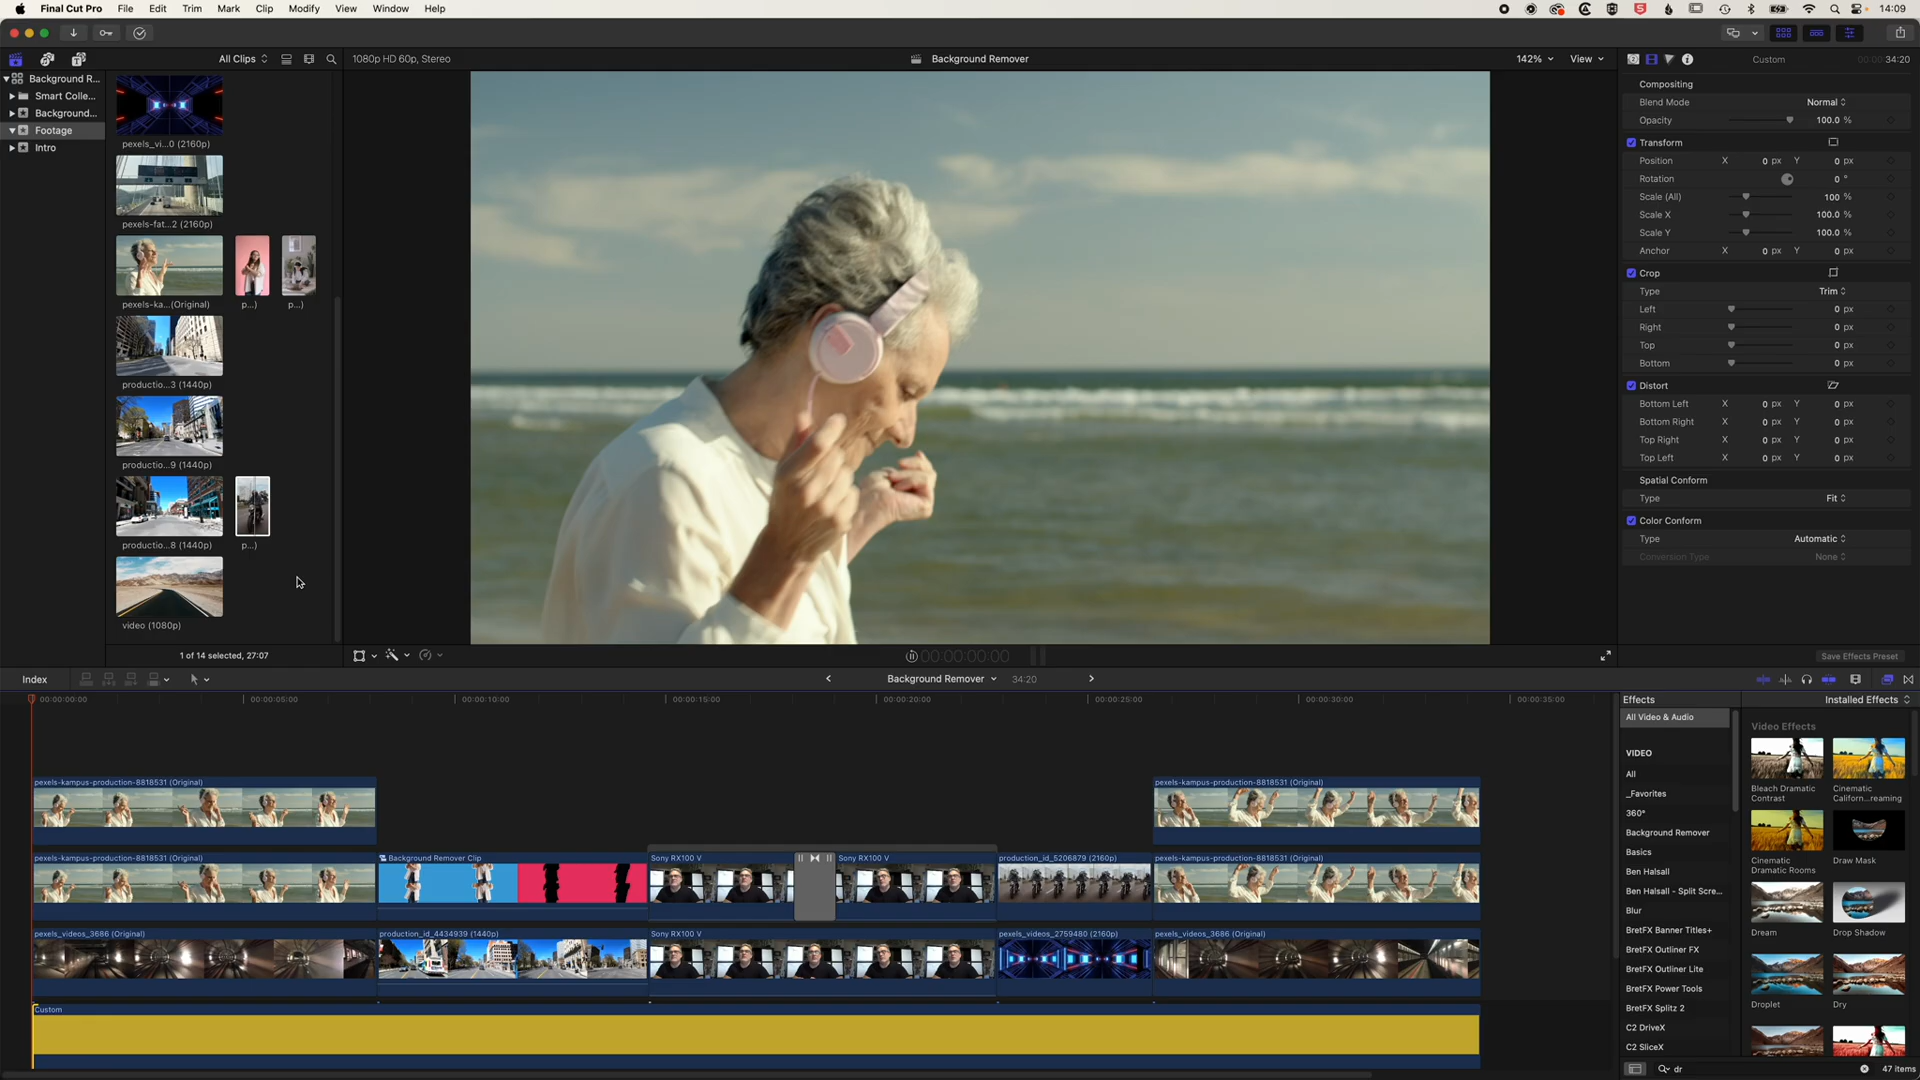 Final Cut Pro File Edit Trim Mark Clip Modify View Window Help 14:09
All Clips 1080p HD 60p, Stereo Background Remover 142% View Custom 34:20
Background R...
Smart Colle...
Background...
Footage
Intro
pexels_vi...0 (2160p)
pexels-fat...2 (2160p)
pexels-ka...(Original) p...) p...)
productio...3 (1440p)
productio...9 (1440p)
productio...8 (1440p) p...)
video (1080p)
1 of 14 selected, 27:07
00:00:00:00
Compositing
Blend Mode Normal
Opacity 100.0 %
Transform
Position X 0 px Y 0 px
Rotation 0 °
Scale (All) 100 %
Scale X 100.0 %
Scale Y 100.0 %
Anchor X 0 px Y 0 px
Crop
Type Trim
Left 0 px
Right 0 px
Top 0 px
Bottom 0 px
Distort
Bottom Left X 0 px Y 0 px
Bottom Right X 0 px Y 0 px
Top Right X 0 px Y 0 px
Top Left X 0 px Y 0 px
Spatial Conform
Type Fit
Color Conform
Type Automatic
Conversion Type None
Save Effects Preset
Index Background Remover 34:20
00:00:00:00 00:00:05:00 00:00:10:00 00:00:15:00 00:00:20:00 00:00:25:00 00:00:30:00 00:00:35:00
pexels-kampus-production-8818531 (Original) pexels-kampus-production-8818531 (Original)
pexels-kampus-production-8818531 (Original) Background Remover Clip Sony RX100 V Sony RX100 V production_id_5206879 (2160p) pexels-kampus-production-8818531 (Original)
pexels_videos_3686 (Original) production_id_4434939 (1440p) Sony RX100 V pexels_videos_2759480 (2160p) pexels_videos_3686 (Original)
Custom
Effects Installed Effects
All Video & Audio
VIDEO
All
_Favorites
360°
Background Remover
Basics
Ben Halsall
Ben Halsall - Split Scre...
Blur
BretFX Banner Titles+
BretFX Outliner FX
BretFX Outliner Lite
BretFX Power Tools
BretFX Splitz 2
C2 DriveX
C2 SliceX
Video Effects
Bleach Dramatic Contrast
Cinematic Californ...reaming
Cinematic Dramatic Rooms
Draw Mask
Dream
Drop Shadow
Droplet
Dry
dr 47 items